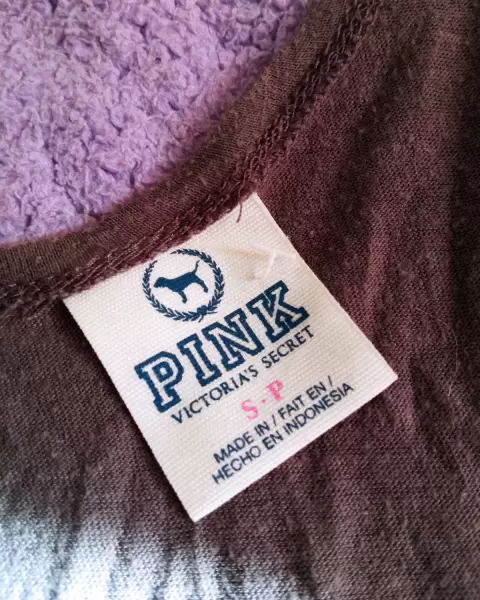 PINK
VICTORIA'S SECRET
S • P
MADE IN / FAIT EN /
HECHO EN INDONESIA